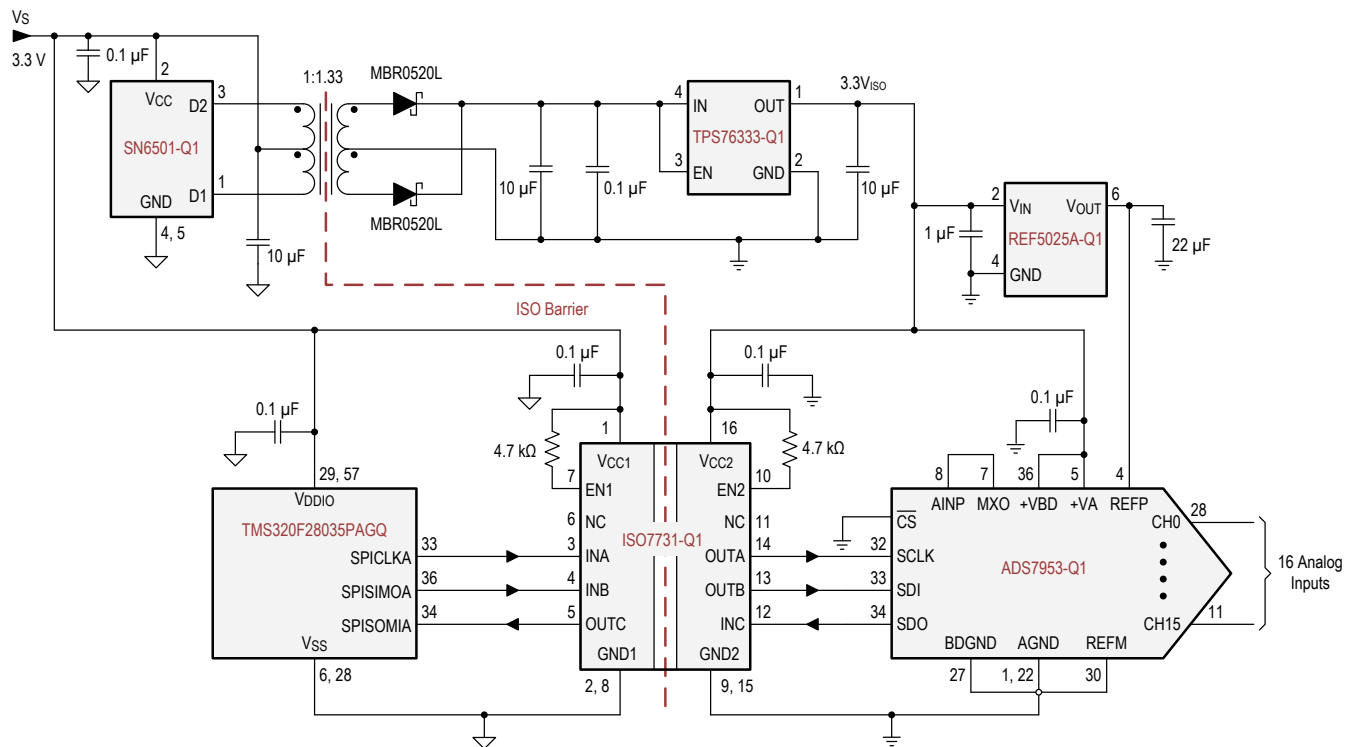 VS
3.3 V
0.1 µF
2
VCC
3
D2
SN6501-Q1
D1
1
GND
4, 5
10 µF
1:1.33
MBR0520L
MBR0520L
10 µF
0.1 µF
4
IN
OUT
1
TPS76333-Q1
3
EN
GND
2
10 µF
3.3VISO
2
VIN
VOUT
6
REF5025A-Q1
1 µF
4
GND
22 µF
ISO Barrier
0.1 µF
0.1 µF
0.1 µF
0.1 µF
4.7 kΩ
1
16
4.7 kΩ
29, 57
VDDIO
TMS320F28035PAGQ
SPICLKA
33
SPISIMOA
36
SPISOMIA
34
VSS
6, 28
VCC1
VCC2
7
EN1
EN2
10
6
NC
NC
11
ISO7731-Q1
3
INA
OUTA
14
4
INB
OUTB
13
5
OUTC
INC
12
GND1
GND2
2, 8
9, 15
8
7
36
5
4
AINP
MXO
+VBD
+VA
REFP
CS
28
CH0
32
SCLK
ADS7953-Q1
33
SDI
34
SDO
CH15
11
16 Analog
Inputs
BDGND
AGND
REFM
27
1, 22
30